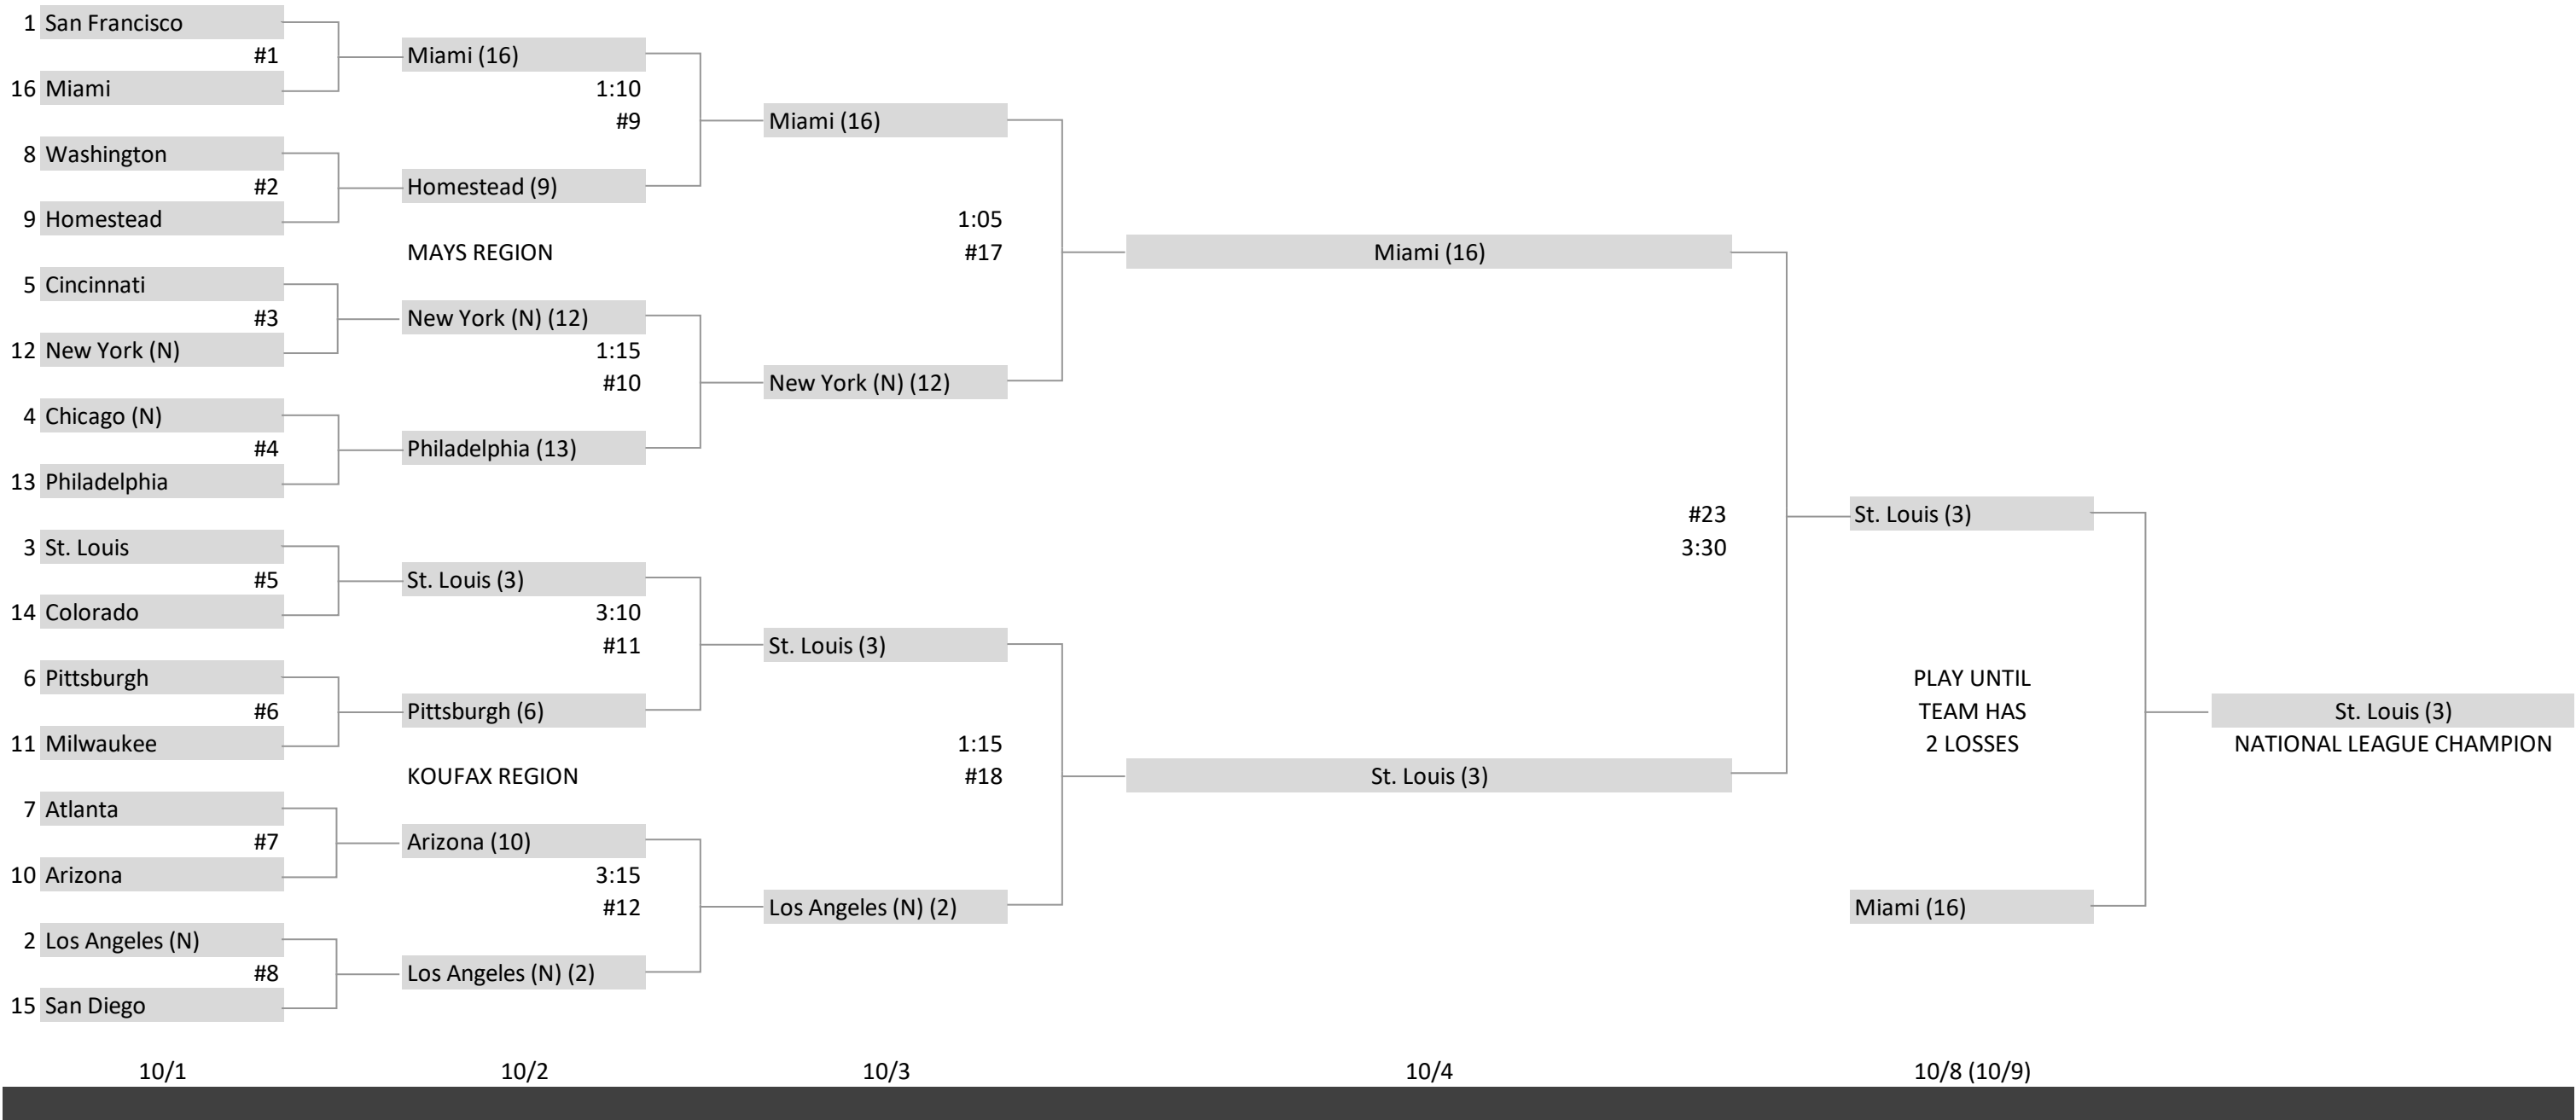 1 San Francisco
#1
16 Miami
8 Washington
#2
9 Homestead
5 Cincinnati
#3
12 New York (N)
4 Chicago (N)
#4
13 Philadelphia
3 St. Louis
#5
14 Colorado
6 Pittsburgh
#6
11 Milwaukee
7 Atlanta
#7
10 Arizona
2 Los Angeles (N)
#8
15 San Diego
10/1
Miami (16)
1:10
#9
Homestead (9)
MAYS REGION
New York (N) (12)
1:15
#10
Philadelphia (13)
St. Louis (3)
3:10
#11
Pittsburgh (6)
KOUFAX REGION
Arizona (10)
3:15
#12
Los Angeles (N) (2)
10/2
Miami (16)
1:05
#17
New York (N) (12)
St. Louis (3)
1:15
#18
Los Angeles (N) (2)
10/3
Miami (16)
#23
3:30
St. Louis (3)
10/4
St. Louis (3)
PLAY UNTIL
TEAM HAS
2 LOSSES
Miami (16)
10/8 (10/9)
St. Louis (3)
NATIONAL LEAGUE CHAMPION